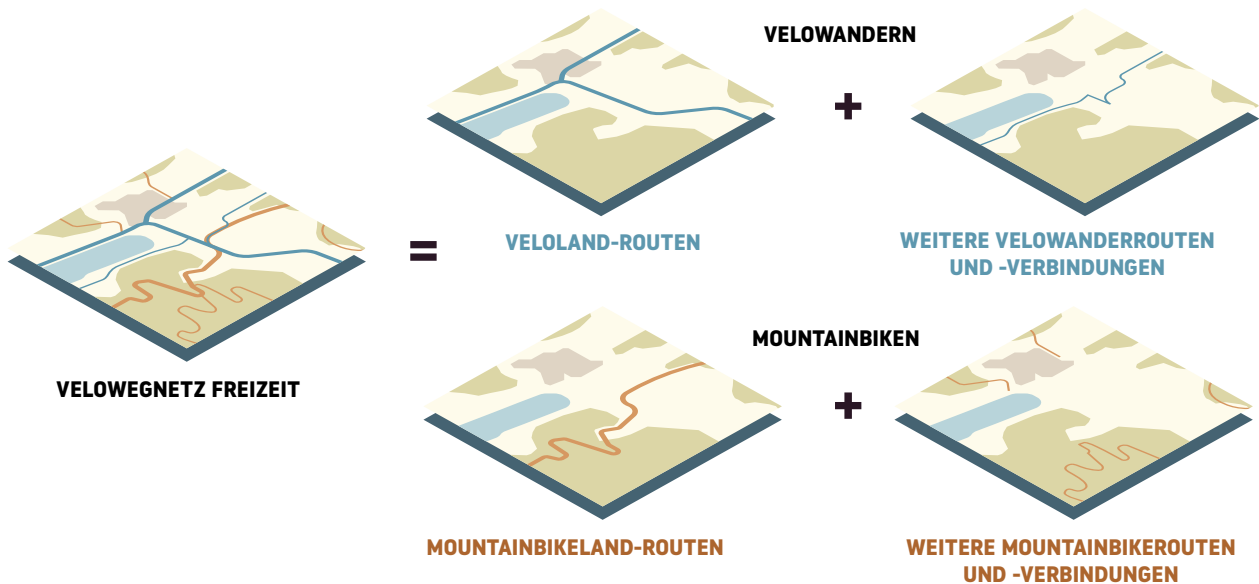 VELOWANDERN
+
=
VELOLAND-ROUTEN
WEITERE VELOWANDERROUTEN
UND -VERBINDUNGEN
VELOWEGNETZ FREIZEIT
MOUNTAINBIKEN
+
MOUNTAINBIKELAND-ROUTEN
WEITERE MOUNTAINBIKEROUTEN
UND -VERBINDUNGEN